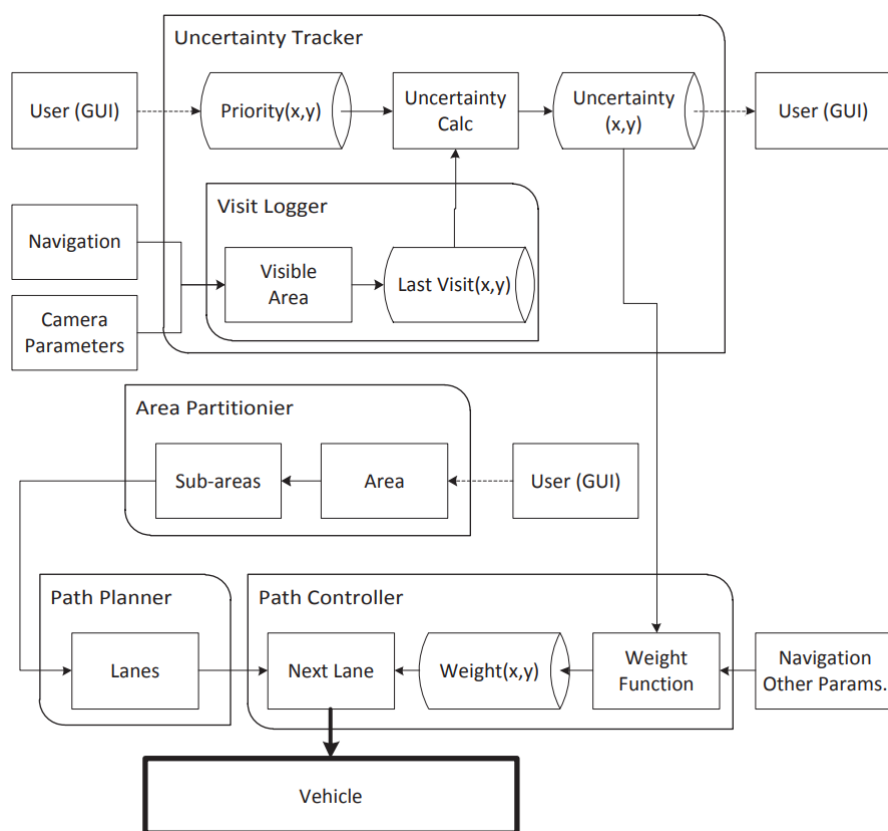 Uncertainty Tracker
User (GUI)
Priority(x,y)
Uncertainty
Calc
Uncertainty
(x,y)
User (GUI)
Visit Logger
Navigation
Visible
Area
Last Visit(x,y)
Camera
Parameters
Area Partitionier
Sub-areas
Area
User (GUI)
Path Planner
Path Controller
Lanes
Next Lane
Weight(x,y)
Weight
Function
Navigation
Other Params.
Vehicle